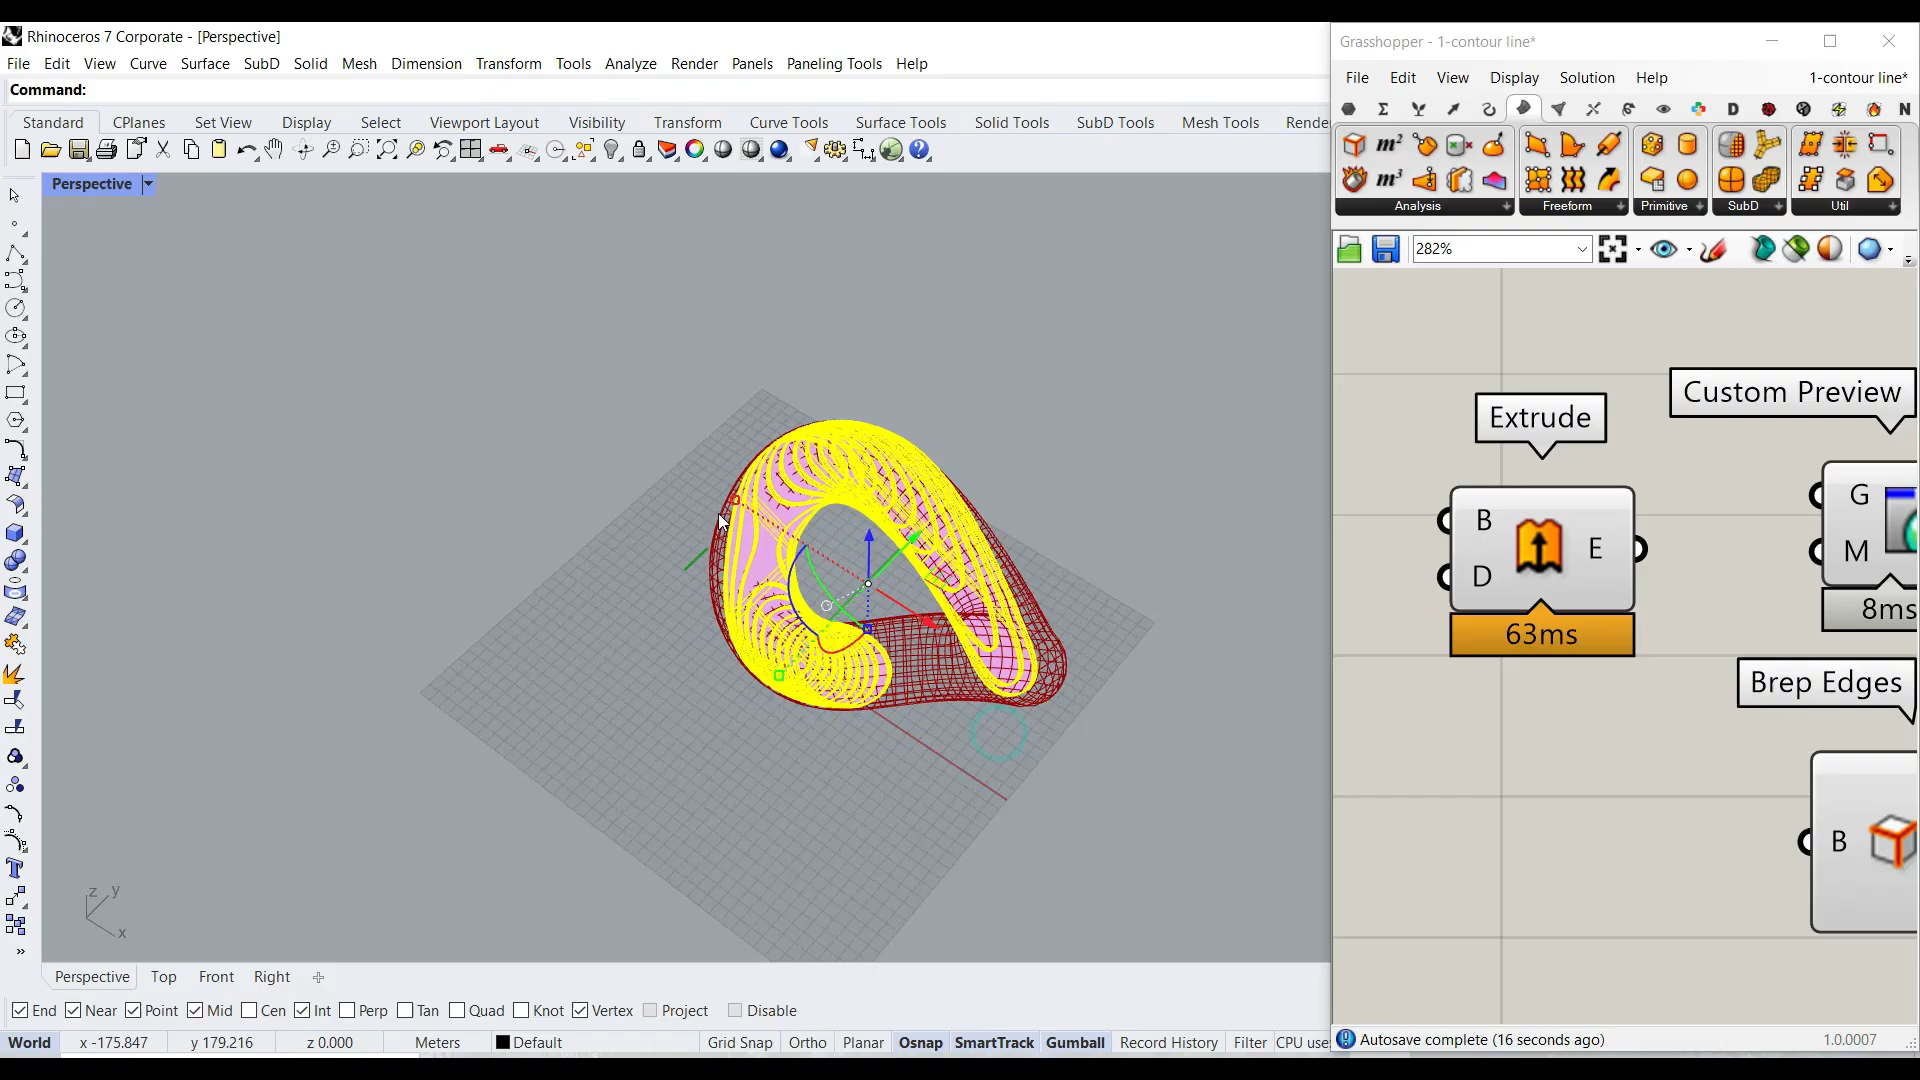 Rhinoceros 7 Corporate - [Perspective]
File Edit View Curve Surface SubD Solid Mesh Dimension Transform Tools Analyze Render Panels Paneling Tools Help
Command:
Standard CPlanes Set View Display Select Viewport Layout Visibility Transform Curve Tools Surface Tools Solid Tools SubD Tools Mesh Tools Rende
Perspective
z y
x
Perspective Top Front Right
End Near Point Mid Cen Int Perp Tan Quad Knot Vertex Project Disable
World x -175.847 y 179.216 z 0.000 Meters Default Grid Snap Ortho Planar Osnap SmartTrack Gumball Record History Filter CPU use
Grasshopper - 1-contour line*
File Edit View Display Solution Help 1-contour line*
D N
m² m³
Analysis Freeform Primitive SubD Util
282%
Custom Preview
Extrude
B D E
63ms
G
M
8ms
Brep Edges
B
Autosave complete (16 seconds ago) 1.0.0007